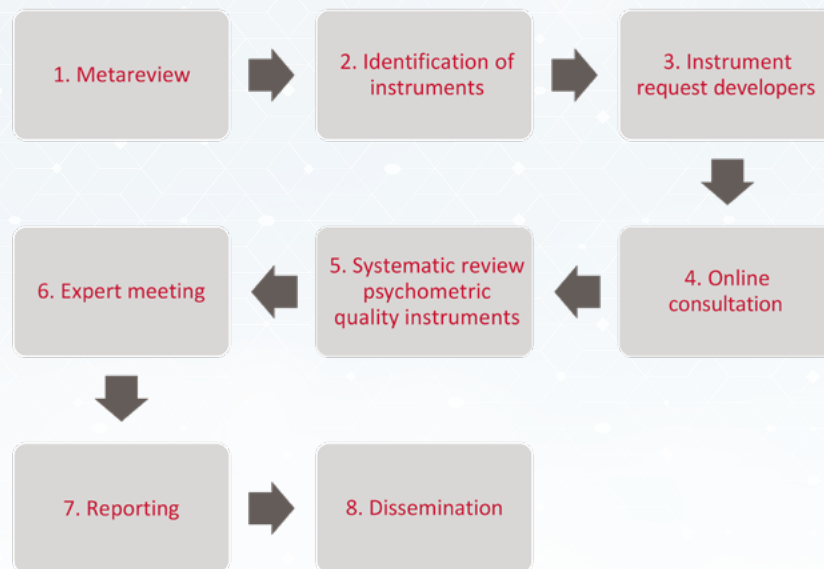 1. Metareview
2. Identification of
instruments
3. Instrument
request developers
4. Online
consultation
5. Systematic review
psychometric
quality instruments
6. Expert meeting
7. Reporting
8. Dissemination